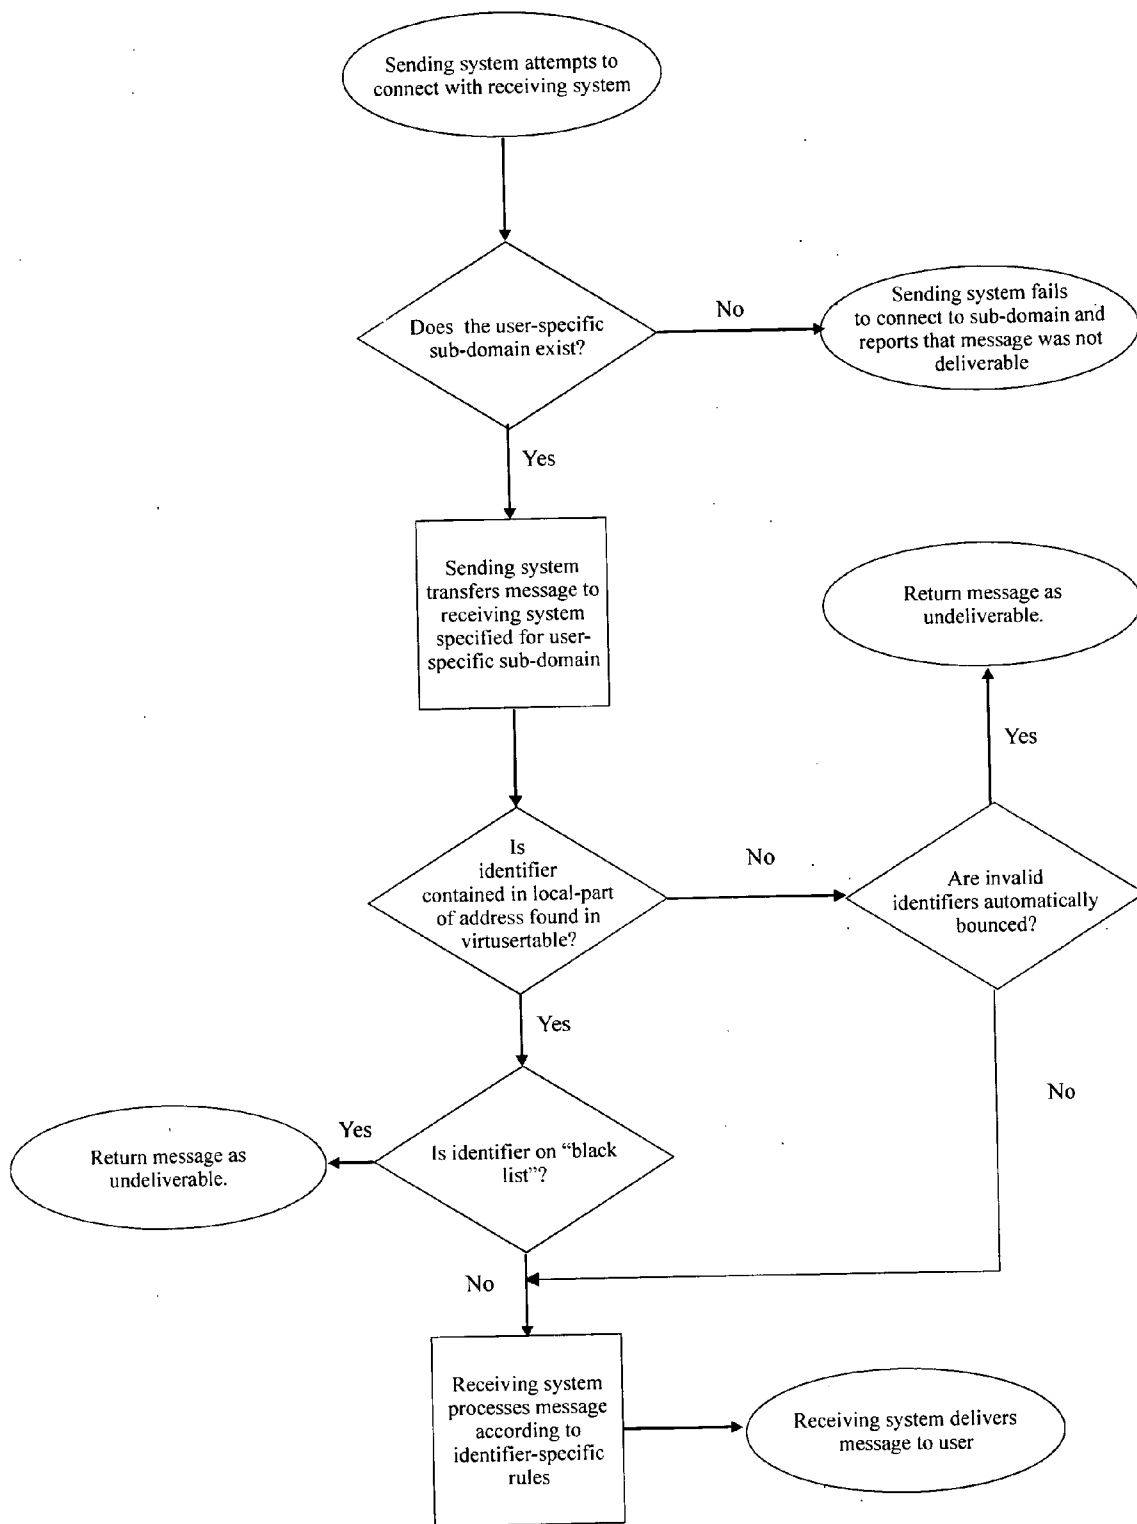 Sending system attempts to
connect with receiving system
Does the user-specific
sub-domain exist?
No
Sending system fails
to connect to sub-domain and
reports that message was not
deliverable
Yes
Sending system
transfers message to
receiving system
specified for user-
specific sub-domain
Return message as
undeliverable.
Yes
Is
identifier
contained in local-part
of address found in
virtusertable?
No
Are invalid
identifiers automatically
bounced?
Yes
No
Is identifier on “black
list”?
Yes
Return message as
undeliverable.
No
Receiving system
processes message
according to
identifier-specific
rules
Receiving system delivers
message to user